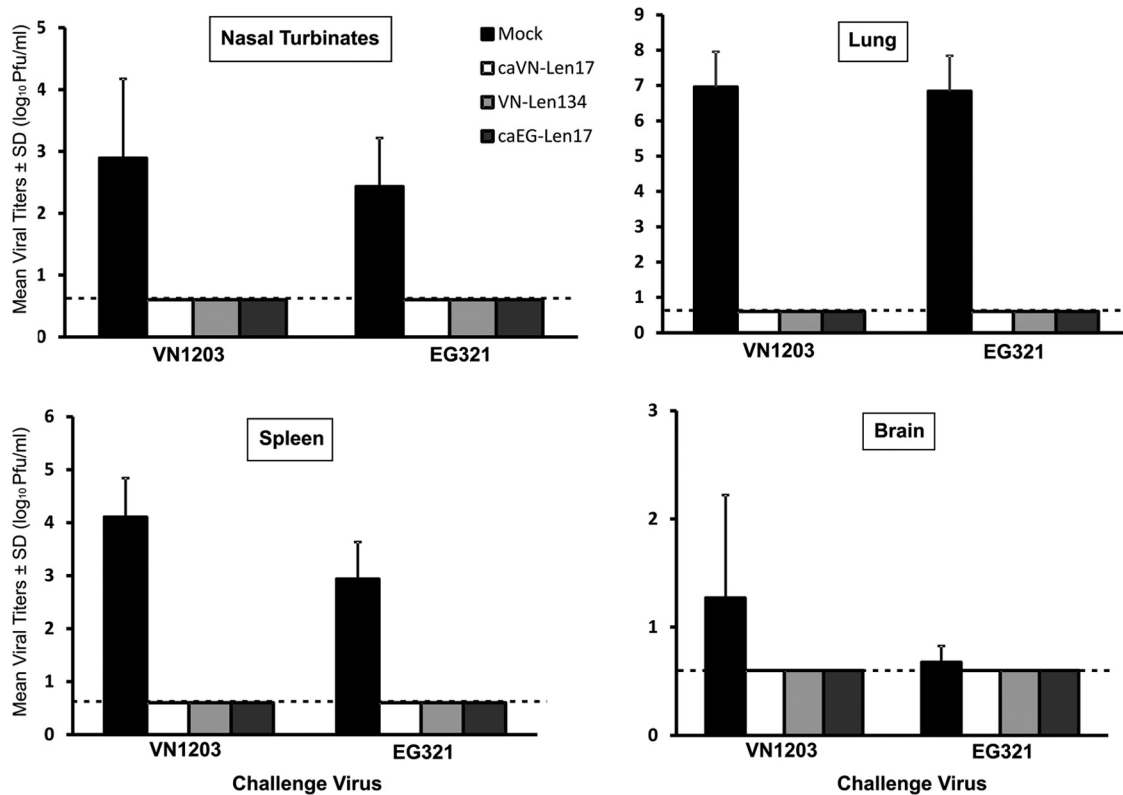 Nasal Turbinates
Mean Viral Titers ± SD (log₁₀ Pfu/ml)
5
4
3
2
1
0
VN1203
EG321
Mock
caVN-Len17
VN-Len134
caEG-Len17
Lung
9
8
7
6
5
4
3
2
1
0
VN1203
EG321
Spleen
Mean Viral Titers ± SD (log₁₀ Pfu/ml)
6
5
4
3
2
1
0
VN1203
EG321
Challenge Virus
Brain
3
2
1
0
VN1203
EG321
Challenge Virus